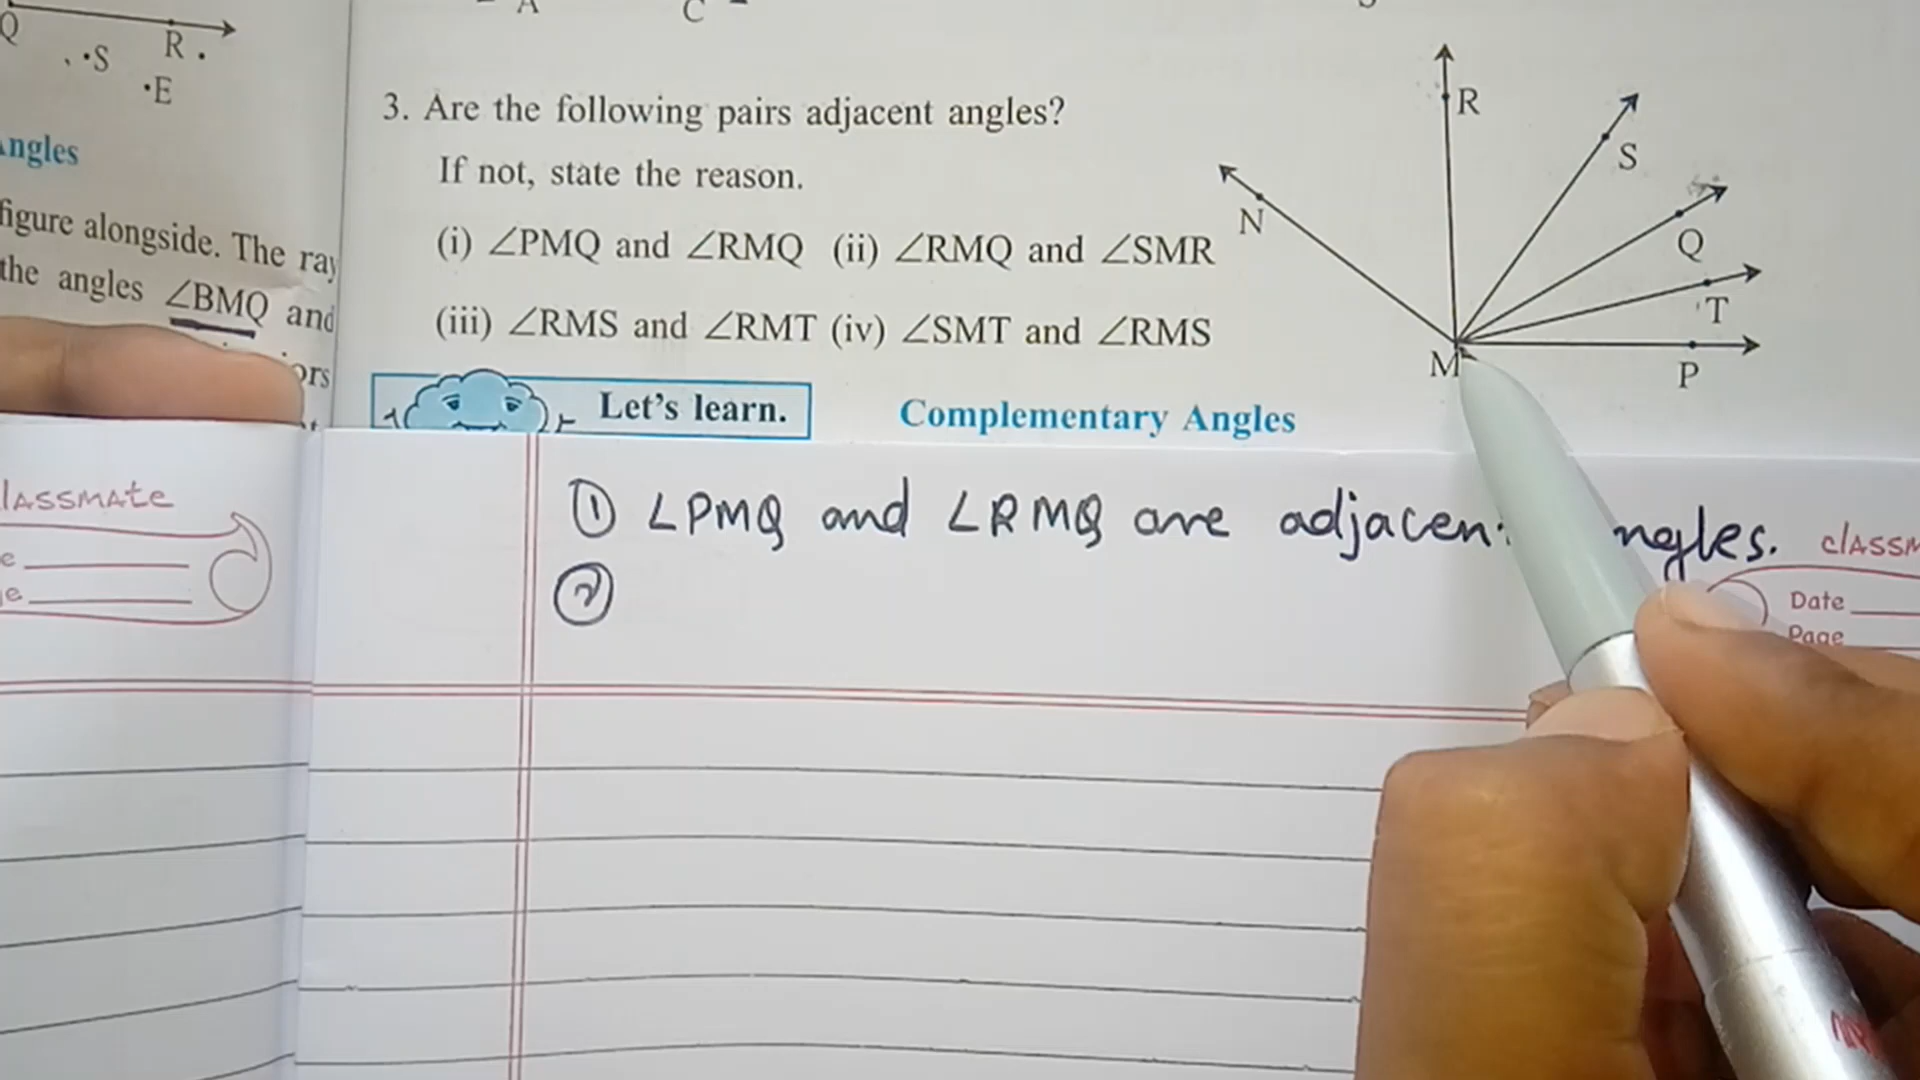 A C
Q
R
S
E
3. Are the following pairs adjacent angles?
If not, state the reason.
(i) ∠PMQ and ∠RMQ (ii) ∠RMQ and ∠SMR
(iii) ∠RMS and ∠RMT (iv) ∠SMT and ∠RMS
R
S
N
Q
T
M
P
ngles
figure alongside. The ray
the angles ∠BMQ and
ors
Let's learn. Complementary Angles
① ∠PMQ and ∠RMQ are adjacen ngles.
②
lassmate
e
e
classm
Date
Page